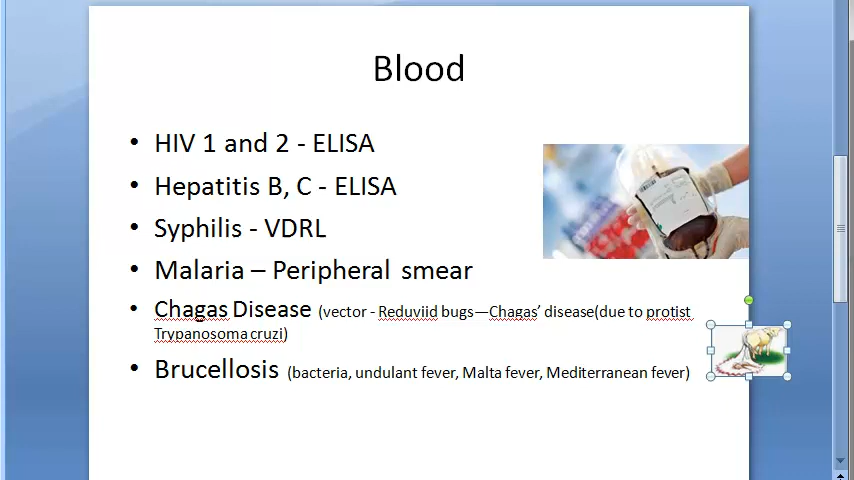 Blood
• HIV 1 and 2 - ELISA
• Hepatitis B, C - ELISA
• Syphilis - VDRL
• Malaria – Peripheral smear
• Chagas Disease (vector - Reduviid bugs—Chagas’ disease(due to protist
Trypanosoma cruzi)
• Brucellosis (bacteria, undulant fever, Malta fever, Mediterranean fever)